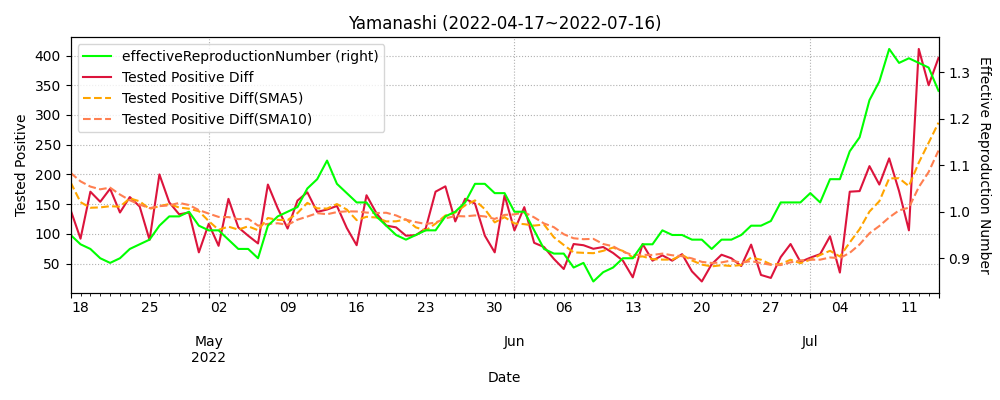 Yamanashi (2022-04-17~2022-07-16)
effectiveReproductionNumber (right)
Tested Positive Diff
Tested Positive Diff(SMA5)
Tested Positive Diff(SMA10)
Tested Positive
400
350
300
250
200
150
100
50
1.3
1.2
1.1
1.0
0.9
Effective Reproduction Number
18 25 02 09 16 23 30 06 13 20 27 04 11
May Jun Jul
2022
Date